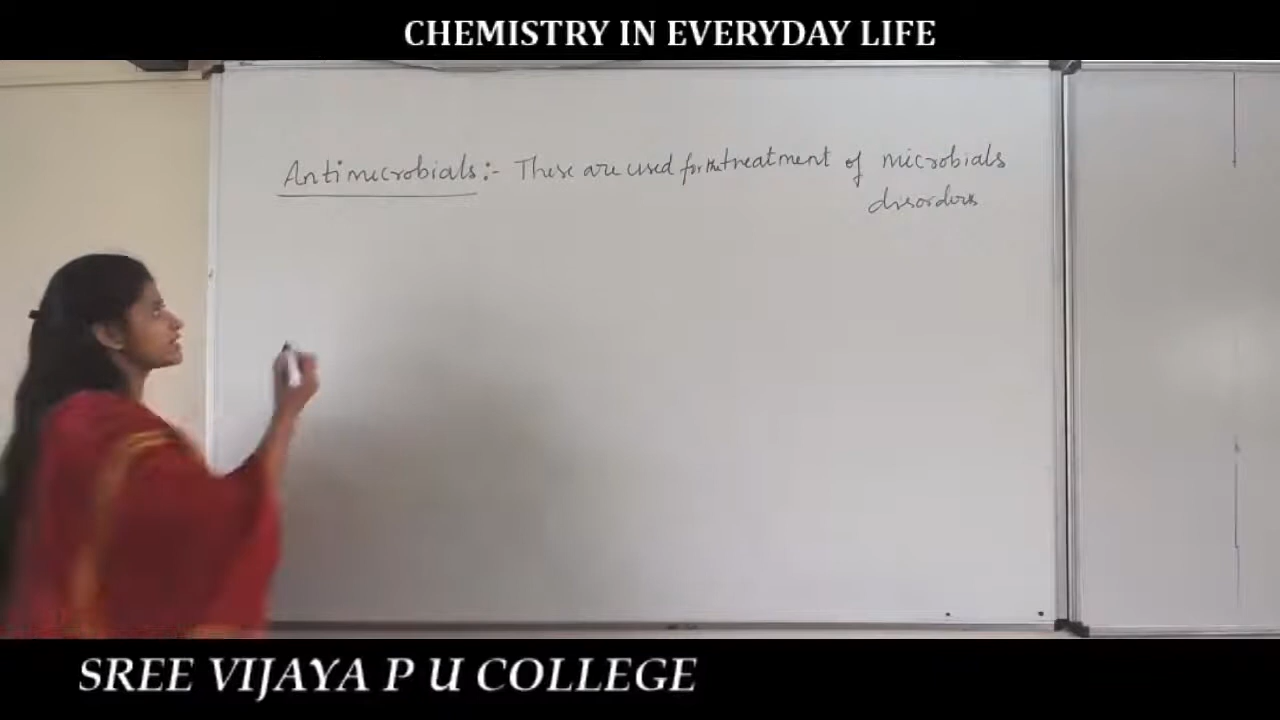 CHEMISTRY IN EVERYDAY LIFE
Antimicrobials :- These are used for the treatment of microbials
disorders
SREE VIJAYA P U COLLEGE